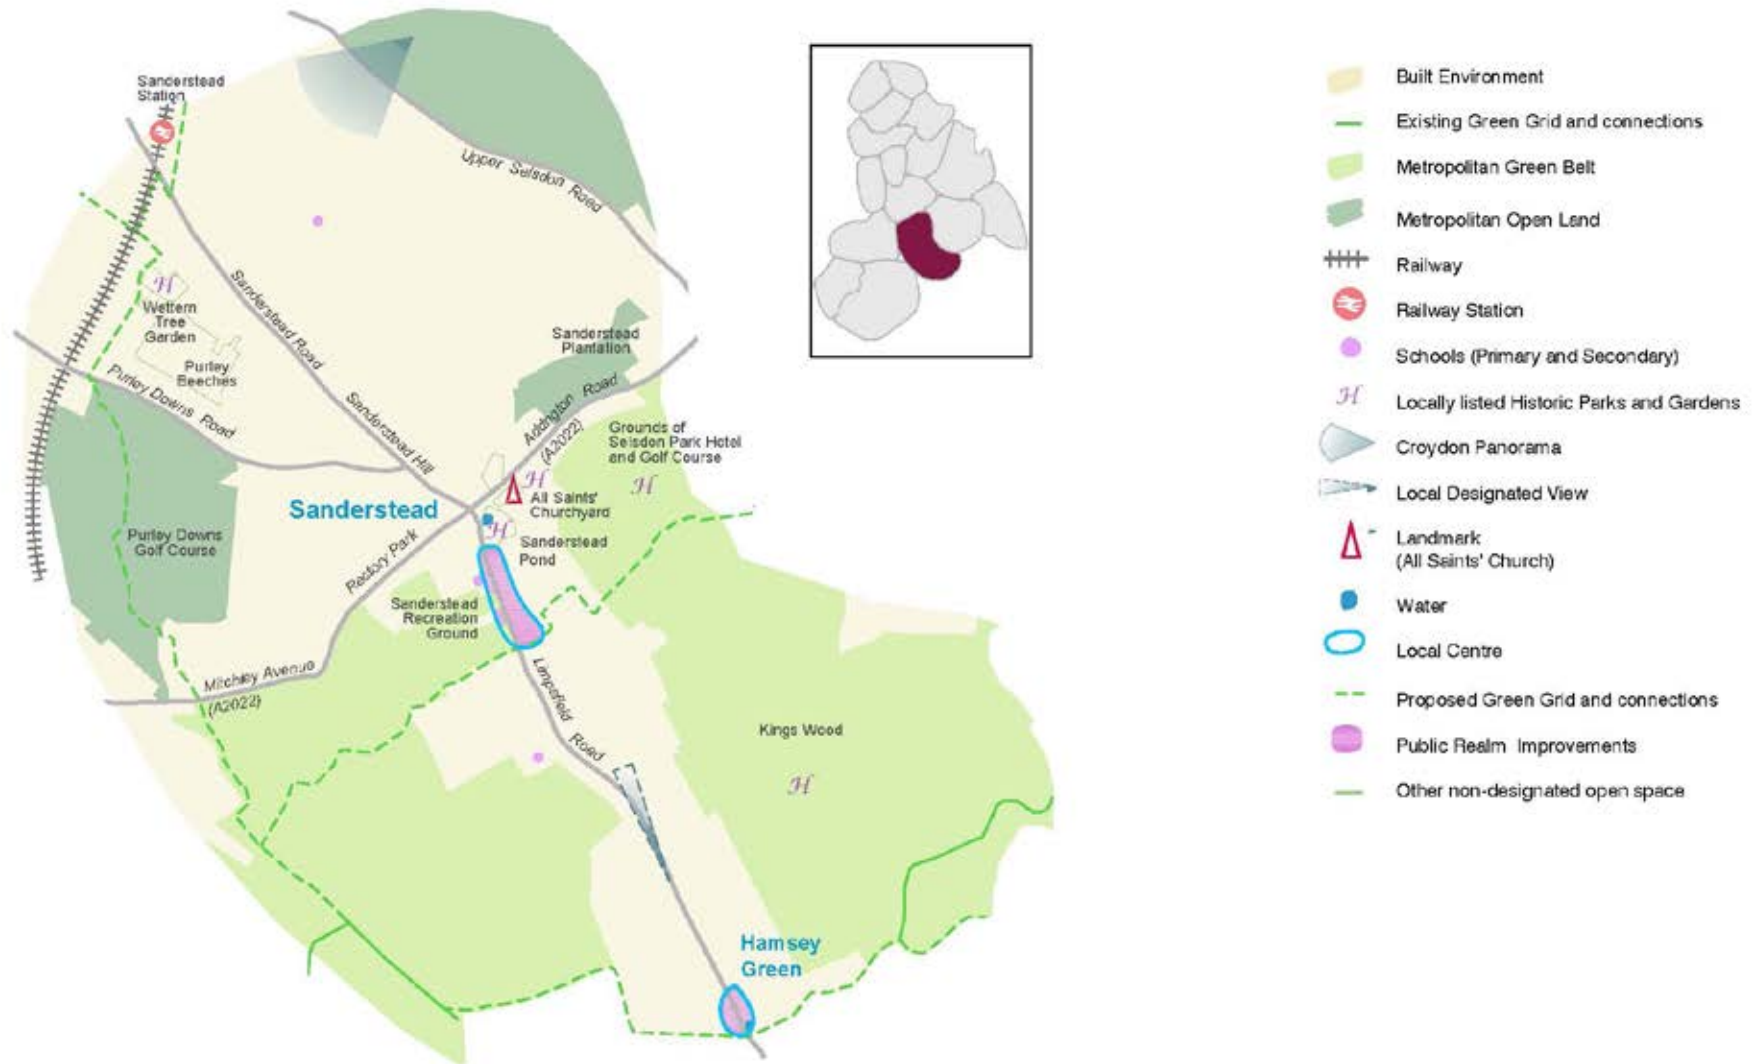 Sanderstead
Station
Upper Selsdon Road
H
Wettern
Tree
Garden
Purley
Beeches
Sanderstead Road
Purley Downs Road
Sanderstead Hill
Sanderstead
Plantation
Addington Road
(A2022)
Grounds of
Selsdon Park Hotel
and Golf Course
H
H
All Saints'
Churchyard
Sanderstead
H
Sanderstead
Pond
Purley Downs
Golf Course
Rectory Park
Sanderstead
Recreation
Ground
Mitchley Avenue
(A2022)
Limpsfield Road
Kings Wood
H
Hamsey
Green
Built Environment
Existing Green Grid and connections
Metropolitan Green Belt
Metropolitan Open Land
Railway
Railway Station
Schools (Primary and Secondary)
H Locally listed Historic Parks and Gardens
Croydon Panorama
Local Designated View
Landmark
(All Saints' Church)
Water
Local Centre
Proposed Green Grid and connections
Public Realm Improvements
Other non-designated open space